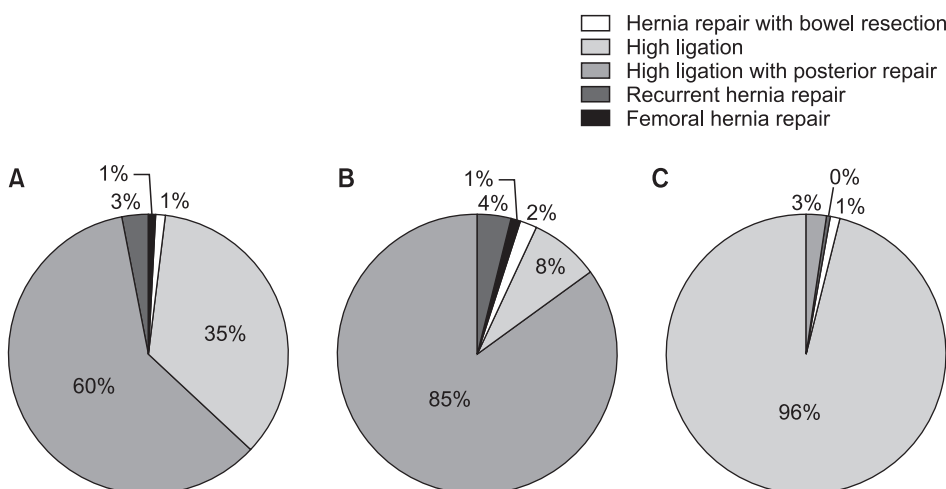 Hernia repair with bowel resection
High ligation
High ligation with posterior repair
Recurrent hernia repair
Femoral hernia repair
A
1%
3%
1%
35%
60%
B
1%
4%
2%
8%
85%
C
0%
3%
1%
96%